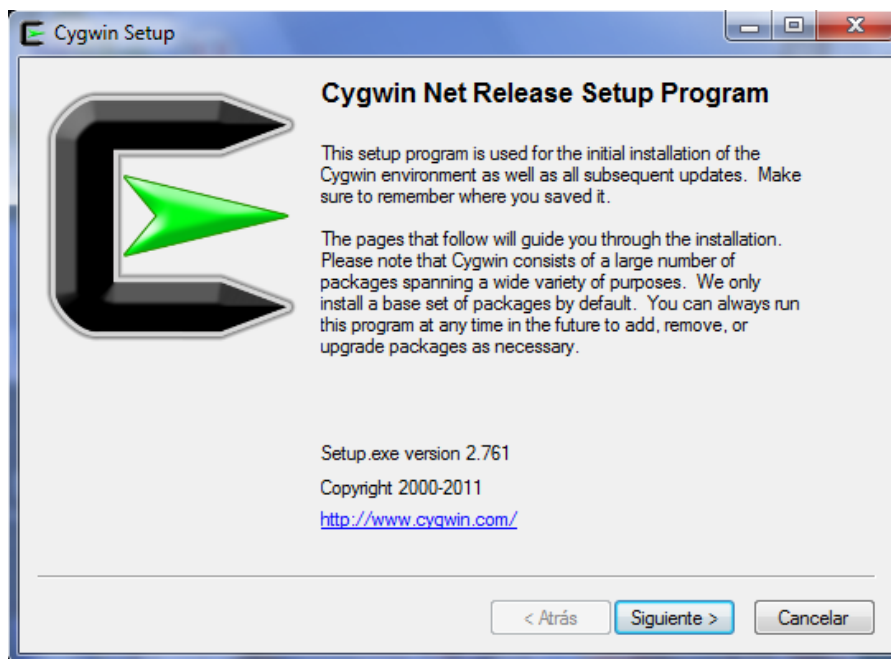 Cygwin Setup
Cygwin Net Release Setup Program
This setup program is used for the initial installation of the
Cygwin environment as well as all subsequent updates.  Make
sure to remember where you saved it.
The pages that follow will guide you through the installation.
Please note that Cygwin consists of a large number of
packages spanning a wide variety of purposes.  We only
install a base set of packages by default.  You can always run
this program at any time in the future to add, remove, or
upgrade packages as necessary.
Setup.exe version 2.761
Copyright 2000-2011
http://www.cygwin.com/
< Atrás
Siguiente >
Cancelar